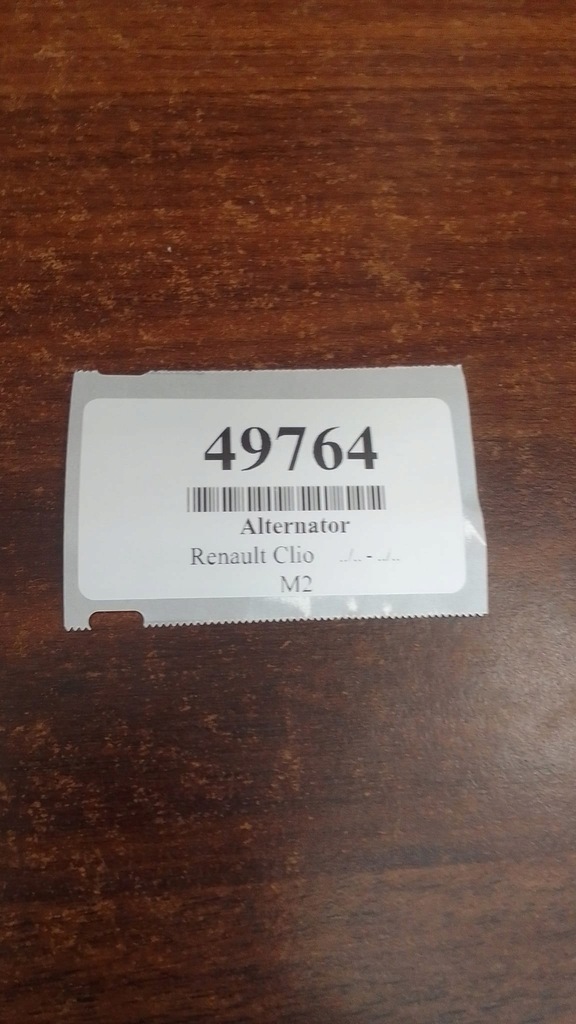 49764
Alternator
Renault Clio ../.. - ../..
M2